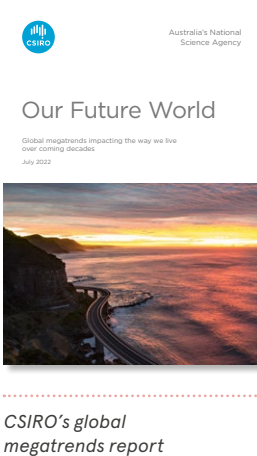 CSIRO
Australia's National
Science Agency
Our Future World
Global megatrends impacting the way we live
over coming decades
July 2022
CSIRO's global
megatrends report